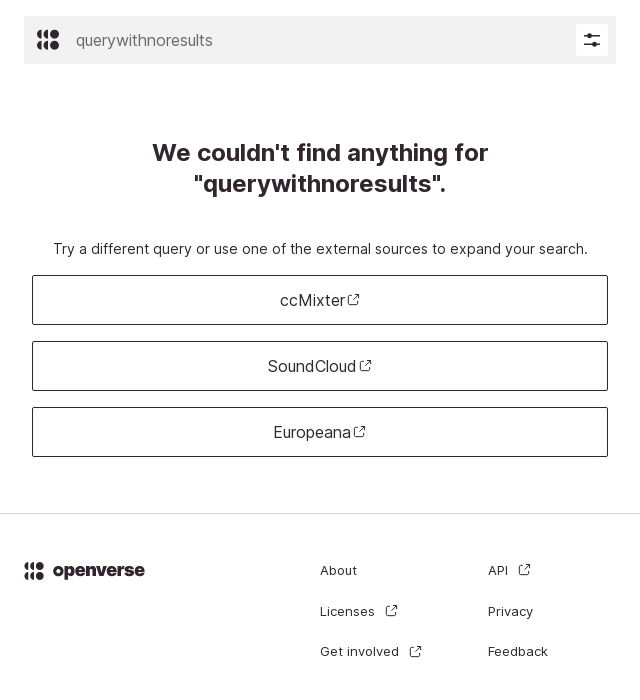 querywithnoresults
We couldn't find anything for
"querywithnoresults".
Try a different query or use one of the external sources to expand your search.
ccMixter
SoundCloud
Europeana
openverse
About
API
Licenses
Privacy
Get involved
Feedback